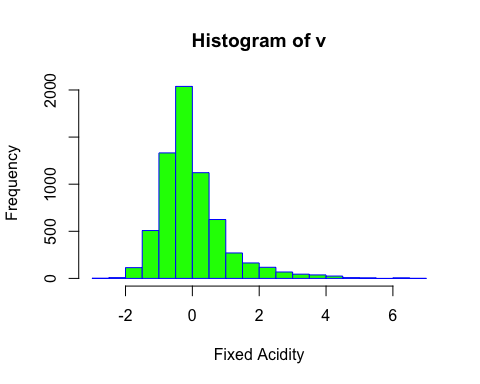 Histogram of v
Frequency
2000
1000
500
0
-2 0 2 4 6
Fixed Acidity